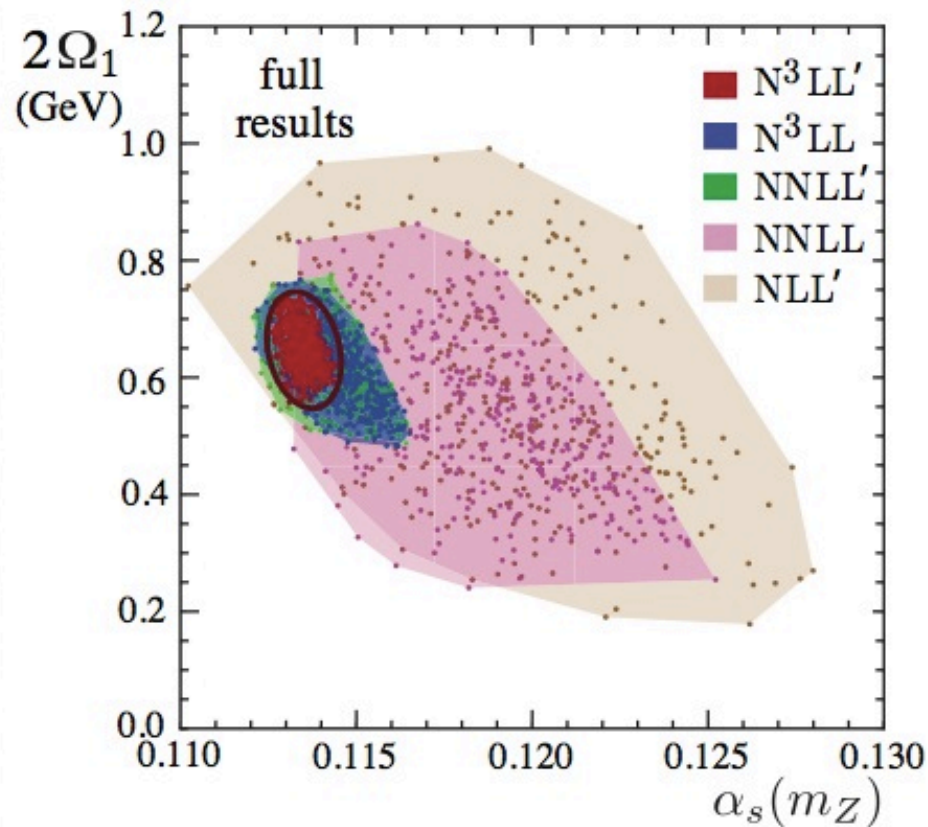 2Ω₁
(GeV)
full
results
N³LL′
N³LL
NNLL′
NNLL
NLL′
1.2
1.0
0.8
0.6
0.4
0.2
0.0
0.110
0.115
0.120
0.125
0.130
αₛ(m_Z)